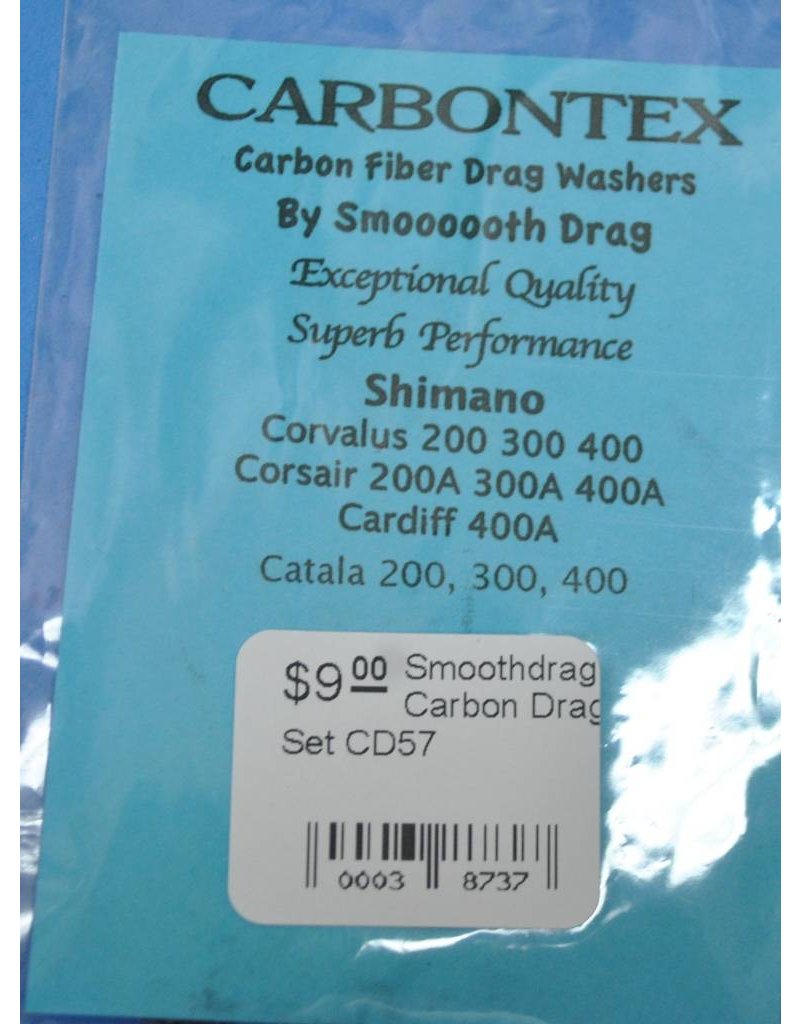 CARBONTEX
Carbon Fiber Drag Washers
By Smoooooth Drag
Exceptional Quality
Superb Performance
Shimano
Corvalus 200 300 400
Corsair 200A 300A 400A
Cardiff 400A
Catala 200, 300, 400
$9.00 Smoothdrag
Carbon Drag
Set CD57
0003 8737